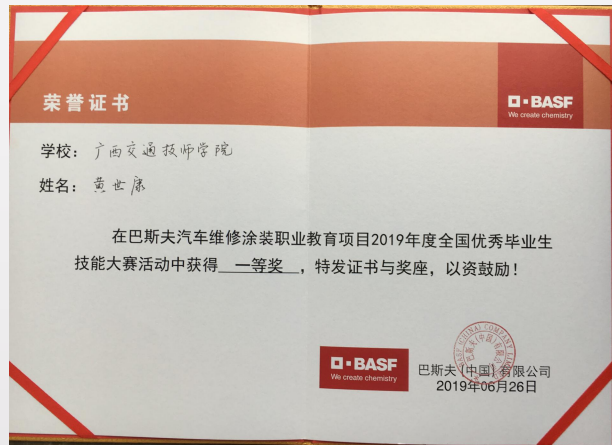 荣誉证书
BASF
We create chemistry
学校：广西交通技师学院
姓名：黄世康
在巴斯夫汽车维修涂装职业教育项目2019年度全国优秀毕业生
技能大赛活动中获得 一等奖 ，特发证书与奖座，以资鼓励！
BASF
We create chemistry
巴斯夫（中国）有限公司
2019年06月26日